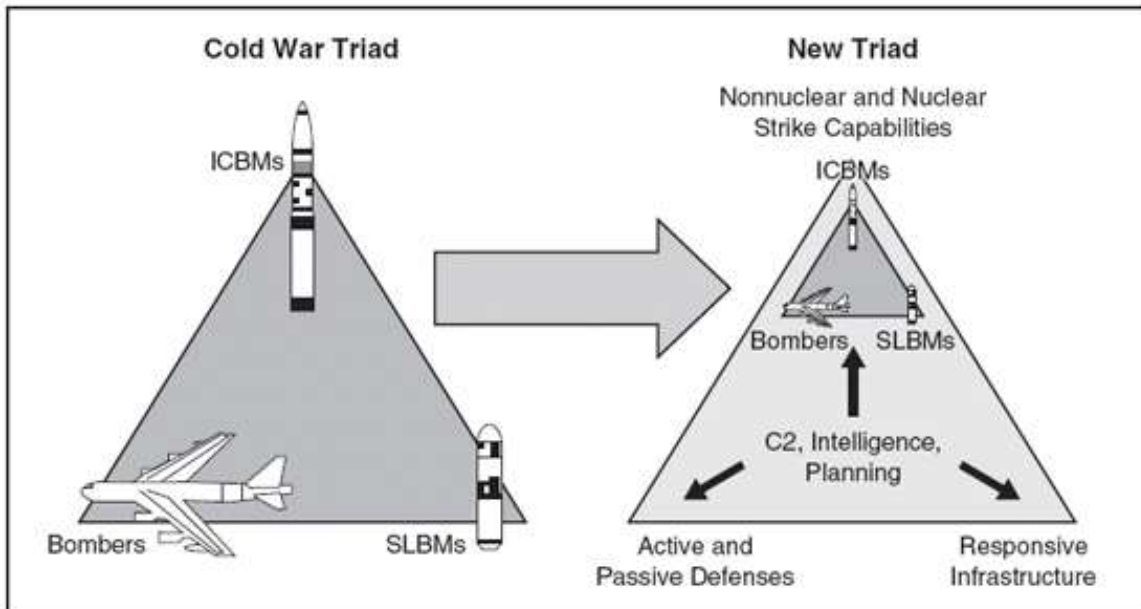 Cold War Triad
ICBMs
Bombers
SLBMs
New Triad
Nonnuclear and Nuclear
Strike Capabilities
ICBMs
Bombers
SLBMs
C2, Intelligence,
Planning
Active and
Passive Defenses
Responsive
Infrastructure